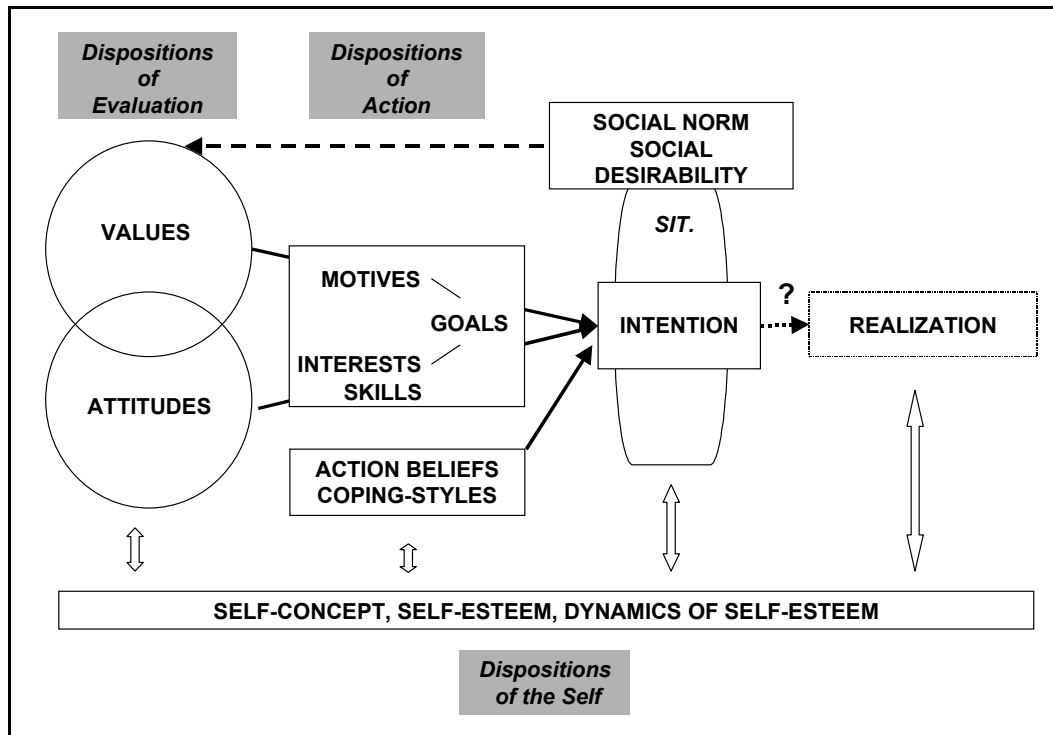 Dispositions
of
Evaluation
Dispositions
of
Action
SOCIAL NORM
SOCIAL
DESIRABILITY
SIT.
VALUES
ATTITUDES
MOTIVES
GOALS
INTERESTS
SKILLS
ACTION BELIEFS
COPING-STYLES
INTENTION
?
REALIZATION
SELF-CONCEPT, SELF-ESTEEM, DYNAMICS OF SELF-ESTEEM
Dispositions
of the Self